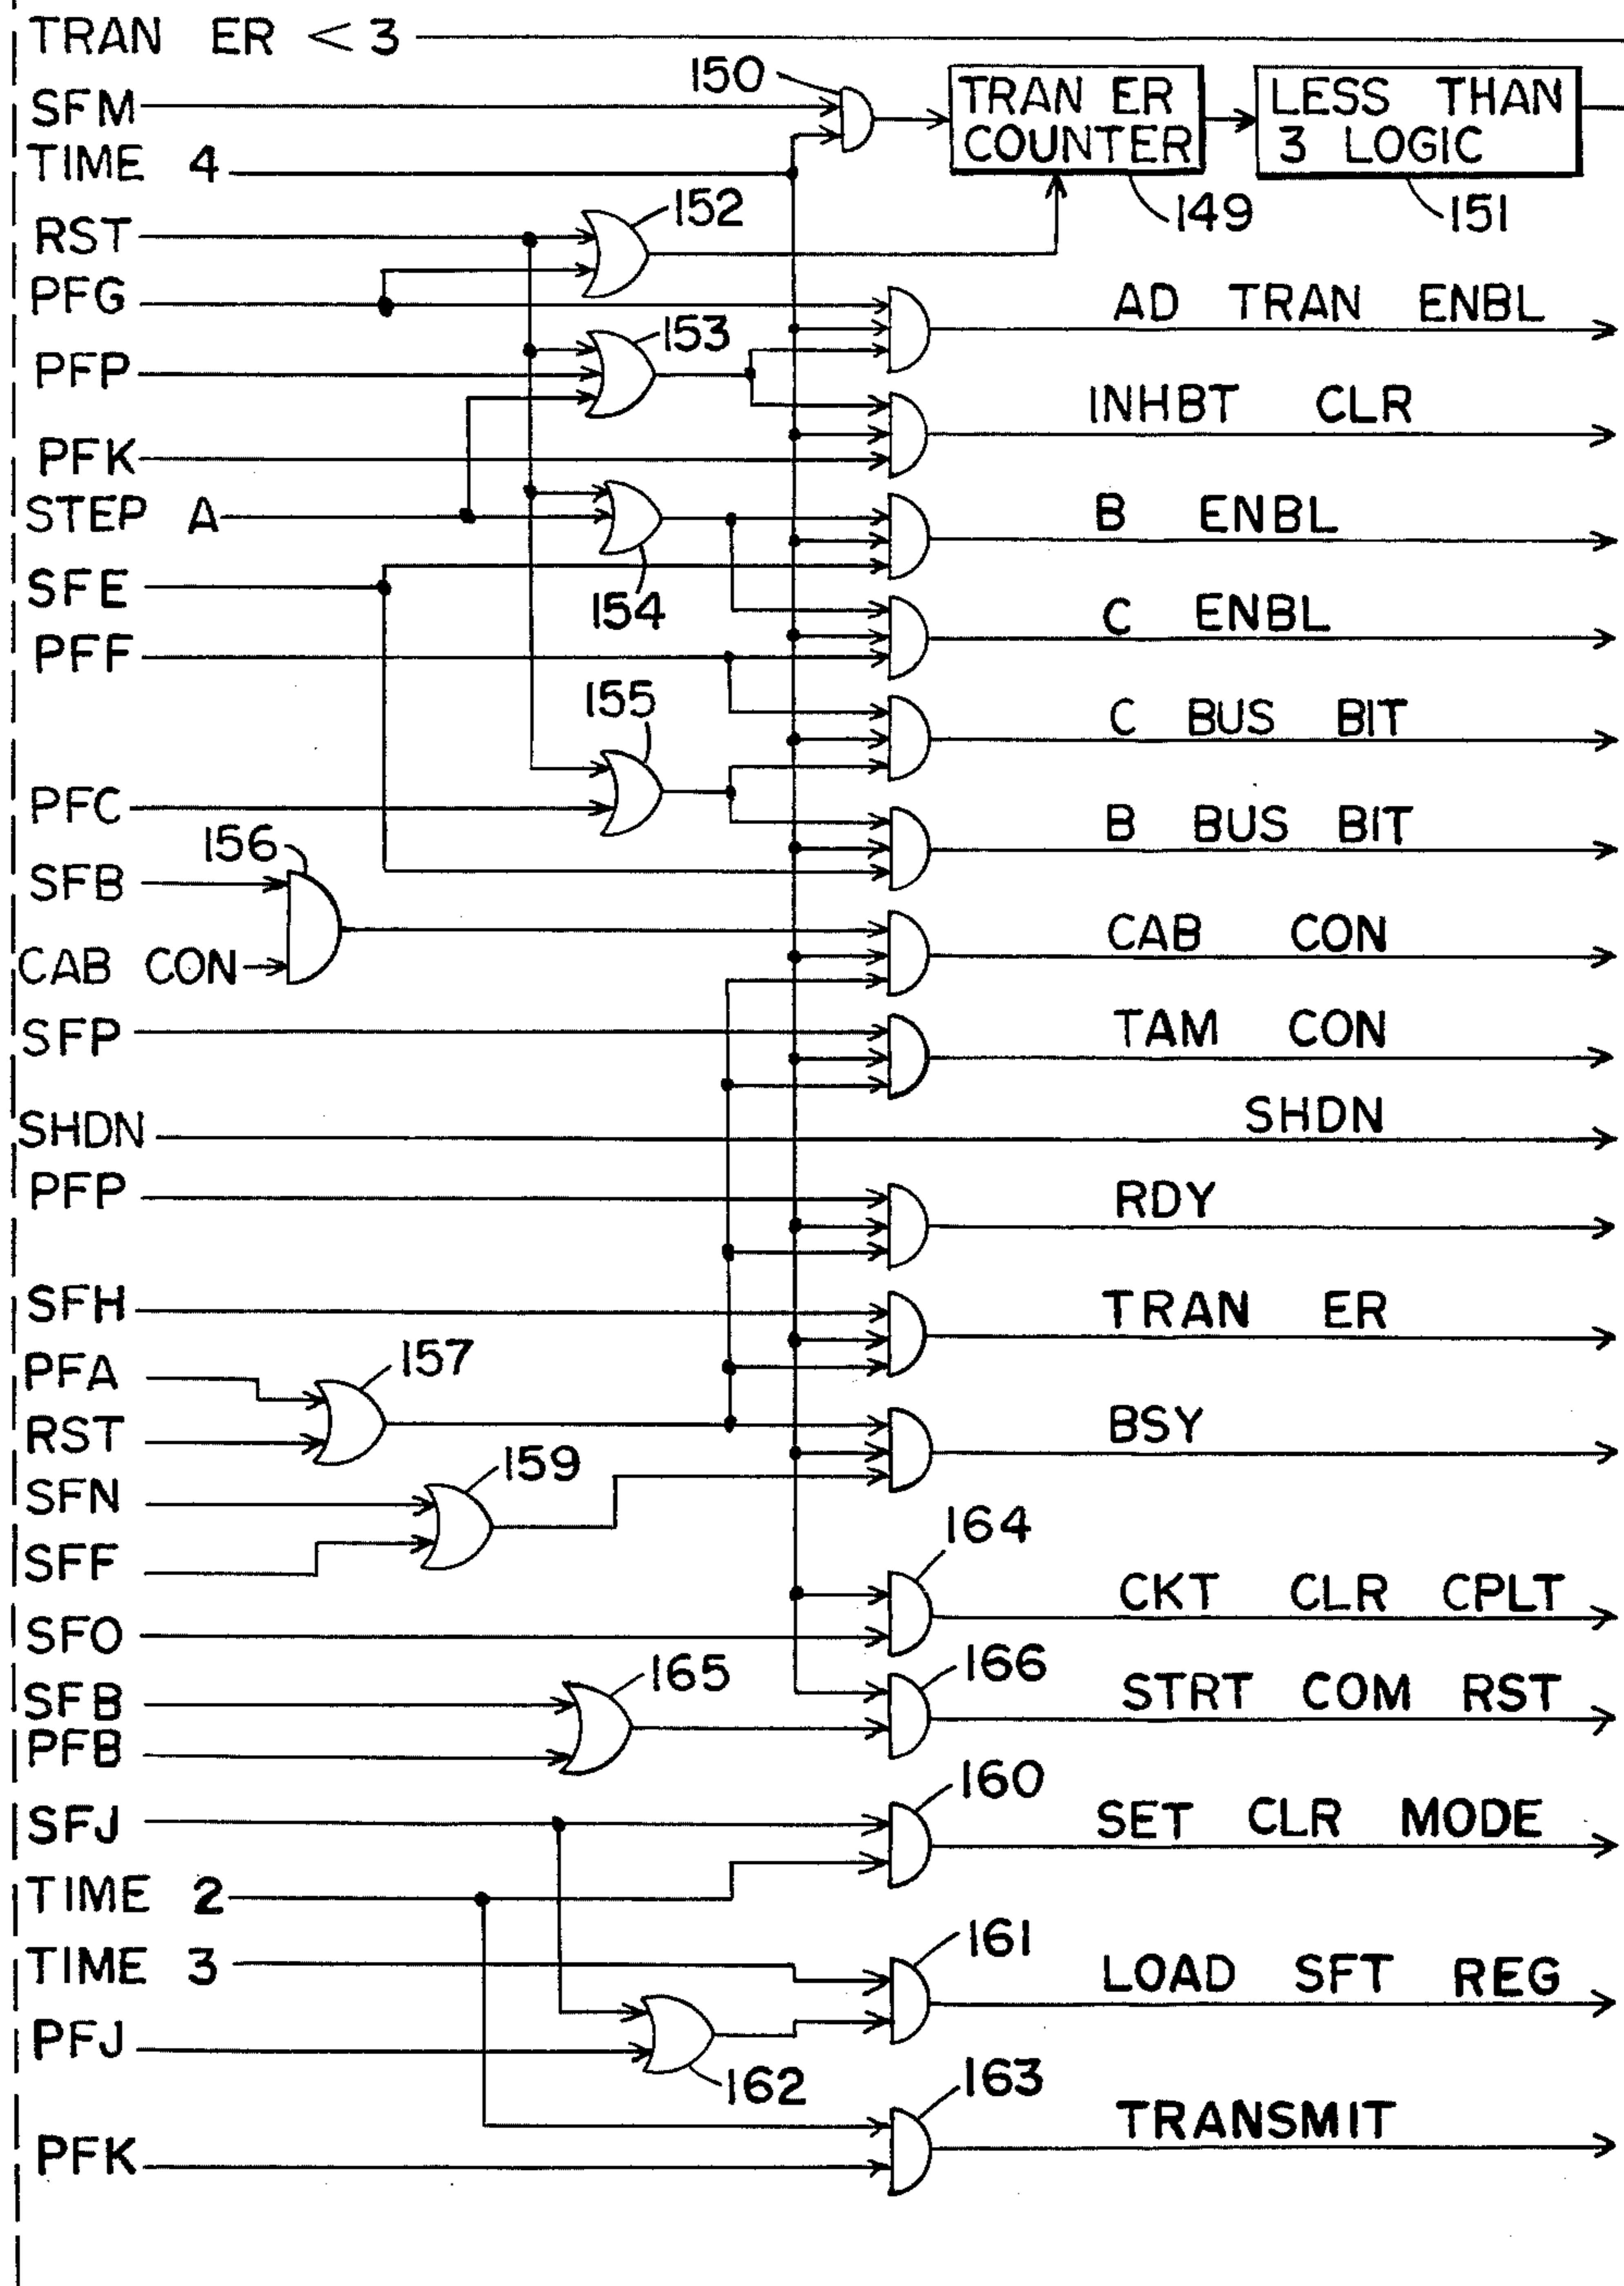 TRAN ER < 3
150
SFM
TRAN ER COUNTER
LESS THAN 3 LOGIC
TIME 4
149
151
RST
152
PFG
AD TRAN ENBL
153
PFP
INHBT CLR
PFK
STEP A
B ENBL
SFE
154
C ENBL
PFF
155
C BUS BIT
PFC
B BUS BIT
156
SFB
CAB CON
CAB CON
SFP
TAM CON
SHDN
SHDN
PFP
RDY
SFH
TRAN ER
PFA
157
RST
BSY
SFN
159
SFF
164
CKT CLR CPLT
SFO
165
166
SFB
STRT COM RST
PFB
160
SFJ
SET CLR MODE
TIME 2
161
TIME 3
LOAD SFT REG
PFJ
162
163
TRANSMIT
PFK